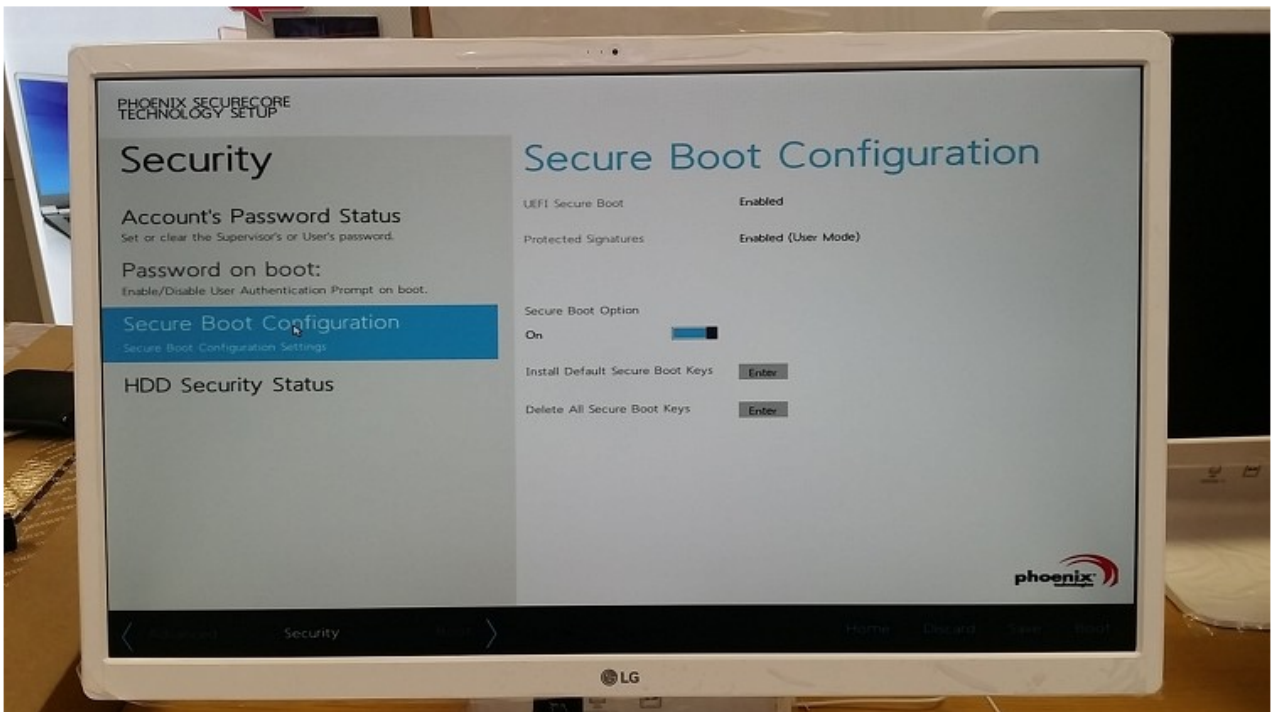 PHOENIX SECURECORE
TECHNOLOGY SETUP
Security
Account's Password Status
Set or clear the Supervisor's or User's password.
Password on boot:
Enable/Disable User Authentication Prompt on boot.
Secure Boot Configuration
Secure Boot Configuration Settings
HDD Security Status
Secure Boot Configuration
UEFI Secure Boot Enabled
Protected Signatures Enabled (User Mode)
Secure Boot Option
On
Install Default Secure Boot Keys Enter
Delete All Secure Boot Keys Enter
phoenix
technologies
Advanced Security Boot Home Discard Save Boot
LG